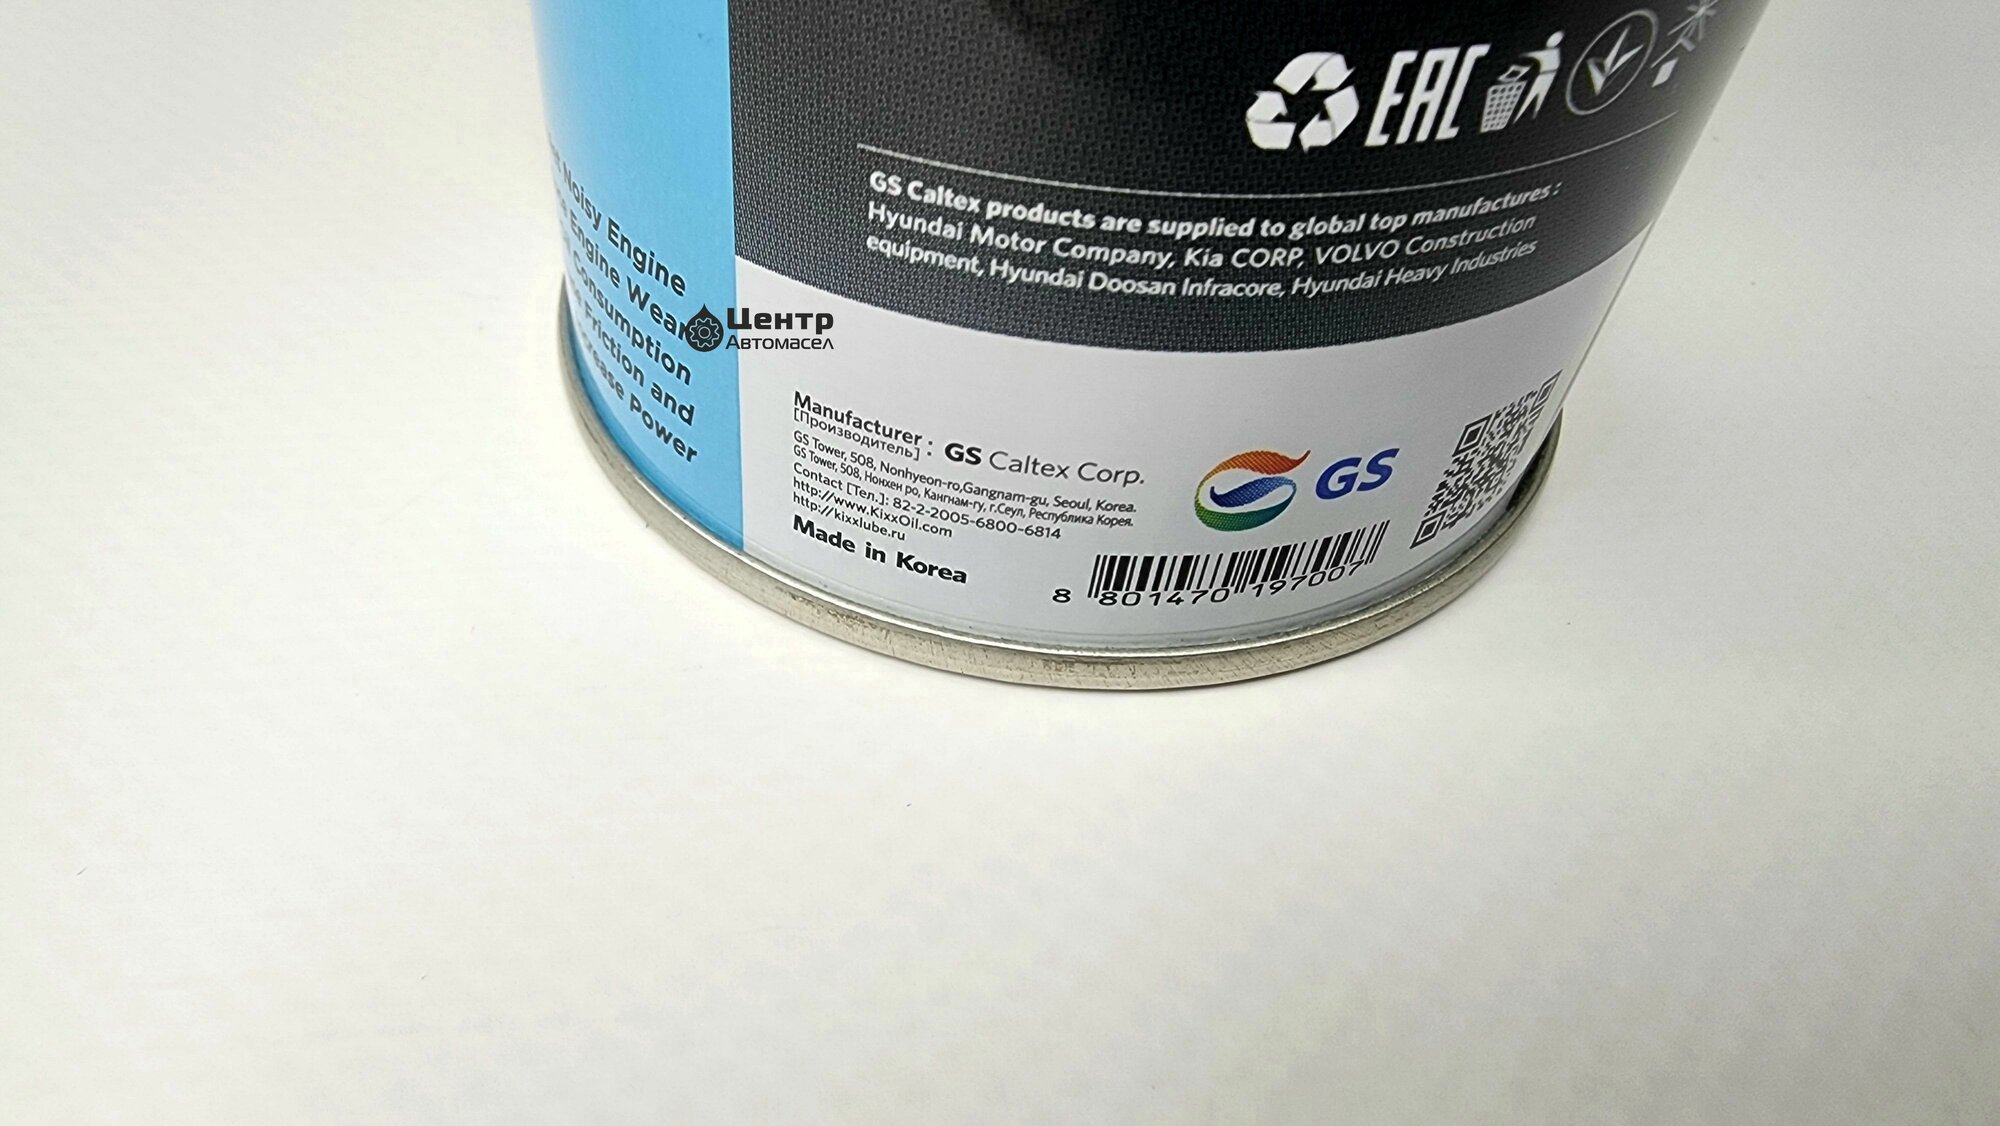 EAC
GS Caltex products are supplied to global top manufactures :
Hyundai Motor Company, Kia CORP, VOLVO Construction
equipment, Hyundai Doosan Infracore, Hyundai Heavy Industries
Noisy Engine
Engine Wear
Consumption
Friction and
Power
Центр
Автомасел
Manufacturer :
[Производитель] :
GS Caltex Corp.
GS Tower, 508, Nonhyeon-ro,Gangnam-gu, Seoul, Korea.
GS Tower, 508, Нонхен ро, Кангнам-гу, г.Сеул, Республика Корея.
Contact [Тел.]: 82-2-2005-6800-6814
http://www.KixxOil.com
http://kixxlube.ru
Made in Korea
GS
8 801470 197007